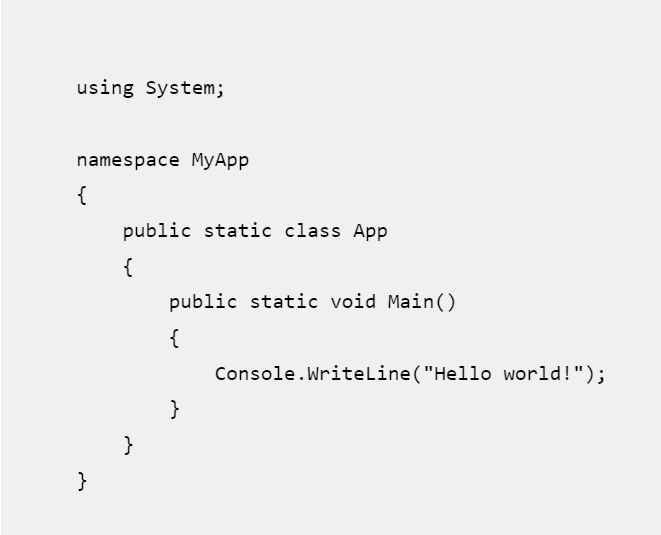 using System;
namespace MyApp
{
    public static class App
    {
        public static void Main()
        {
            Console.WriteLine("Hello world!");
        }
    }
}